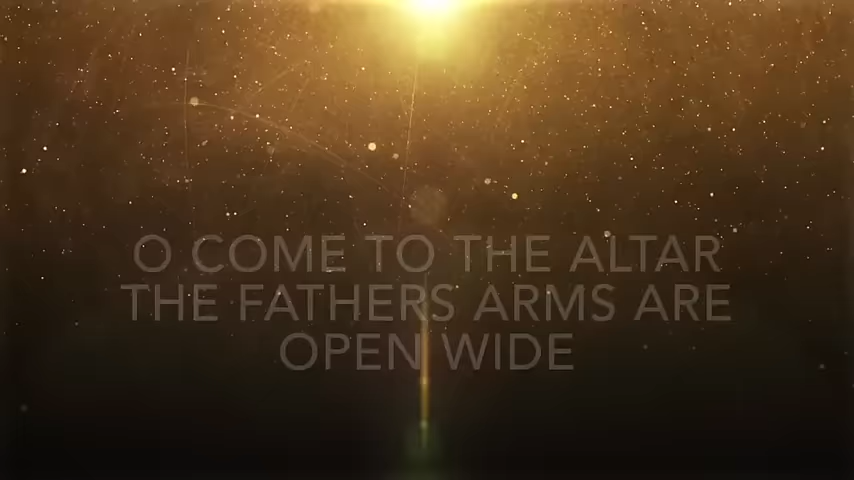 O COME TO THE ALTAR
THE FATHERS ARMS ARE
OPEN WIDE